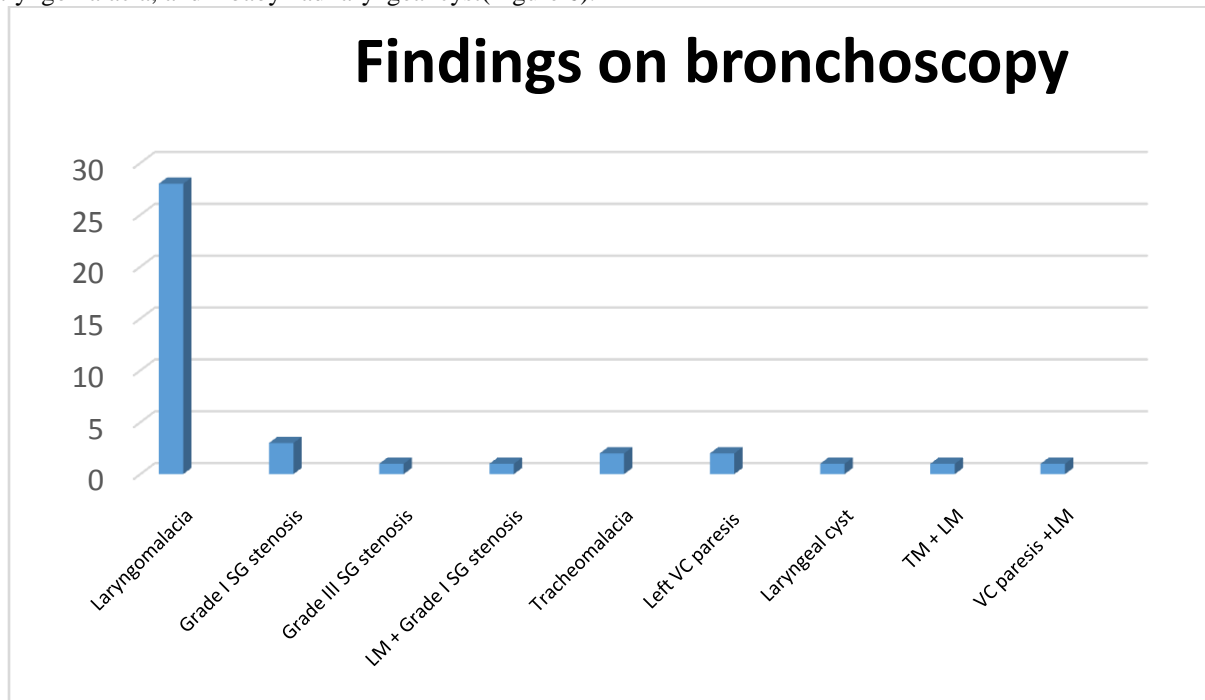 Findings on bronchoscopy
30
25
20
15
10
5
0
Laryngomalacia
Grade I SG stenosis
Grade III SG stenosis
LM + Grade I SG stenosis
Tracheomalacia
Left VC paresis
Laryngeal cyst
TM + LM
VC paresis +LM